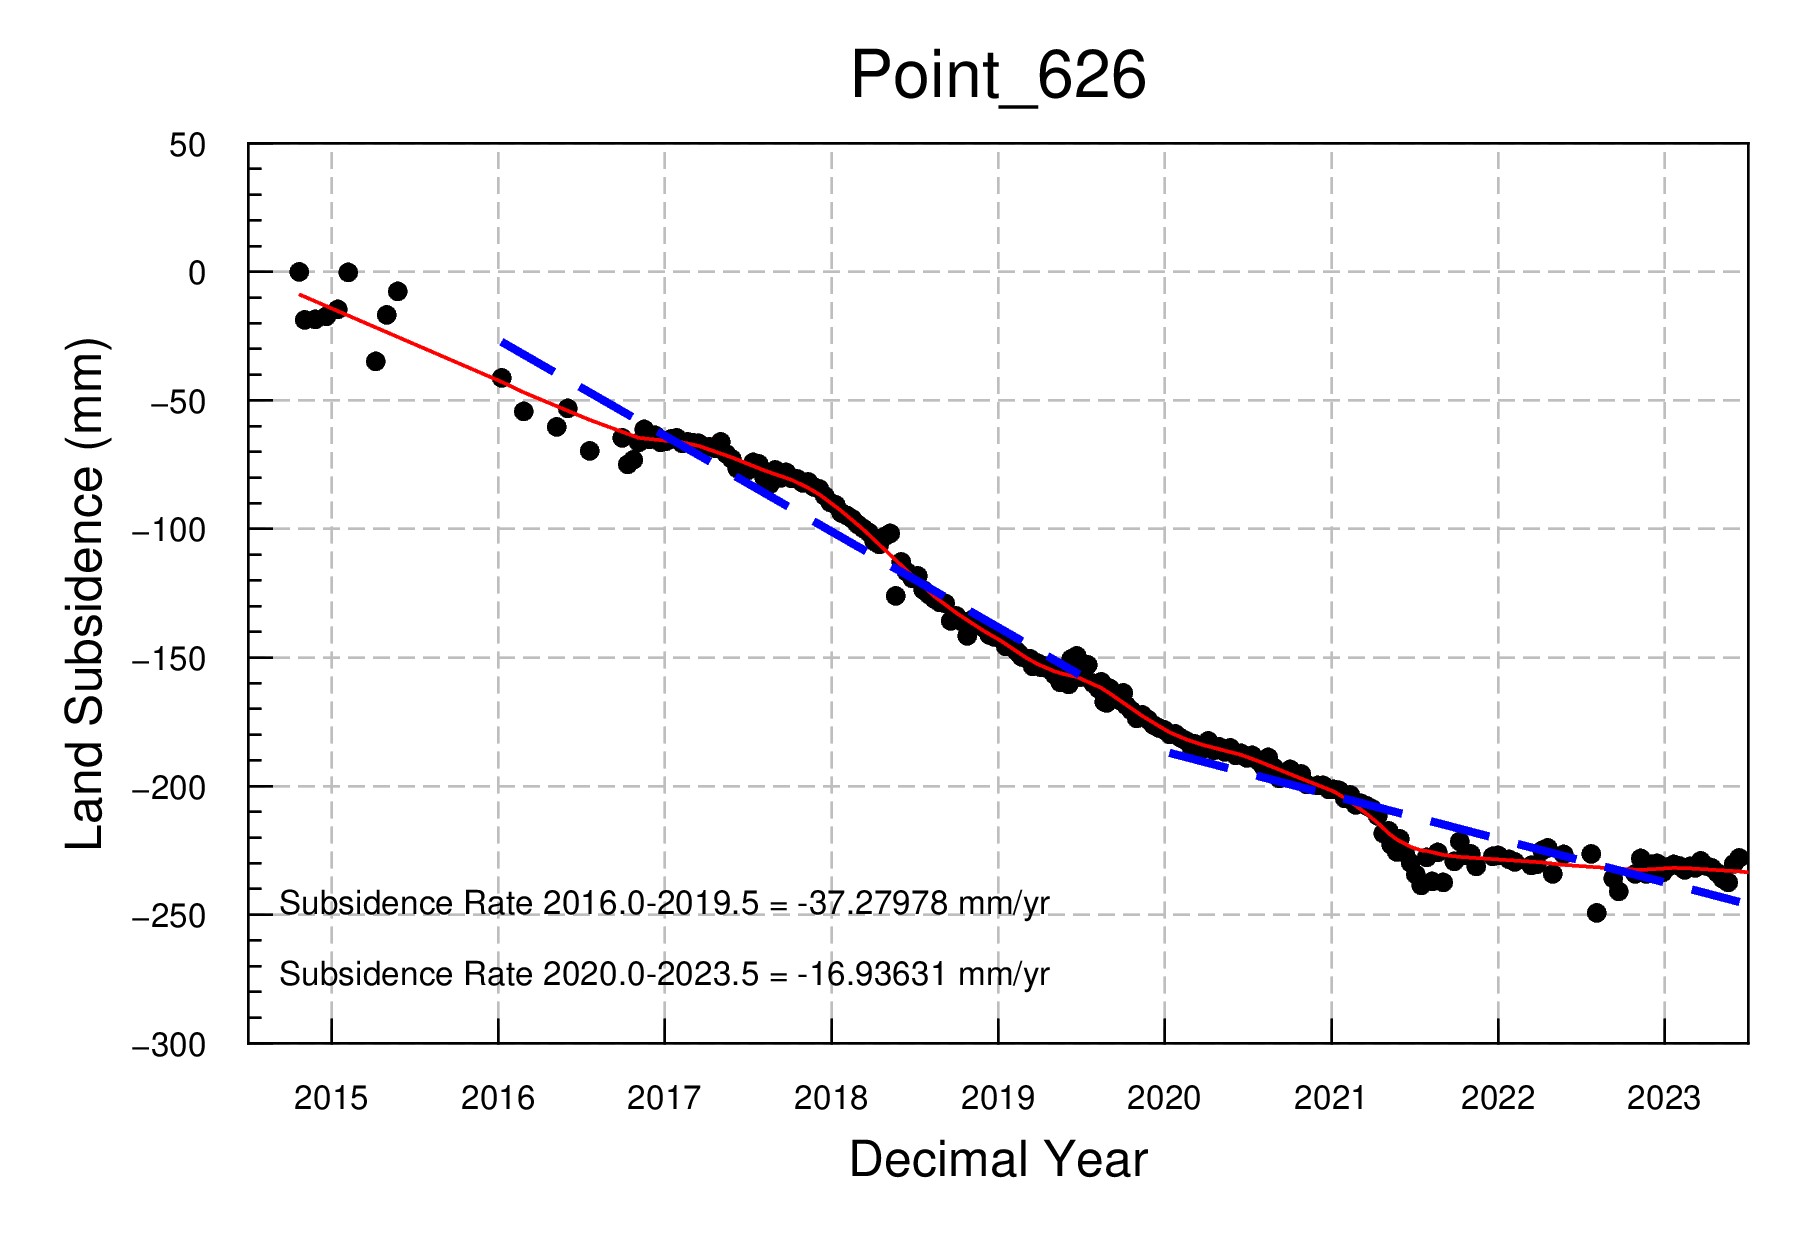 Point_626
50
0
−50
−100
−150
−200
−250
−300
Land Subsidence (mm)
Subsidence Rate 2016.0-2019.5 = -37.27978 mm/yr
Subsidence Rate 2020.0-2023.5 = -16.93631 mm/yr
2015 2016 2017 2018 2019 2020 2021 2022 2023
Decimal Year